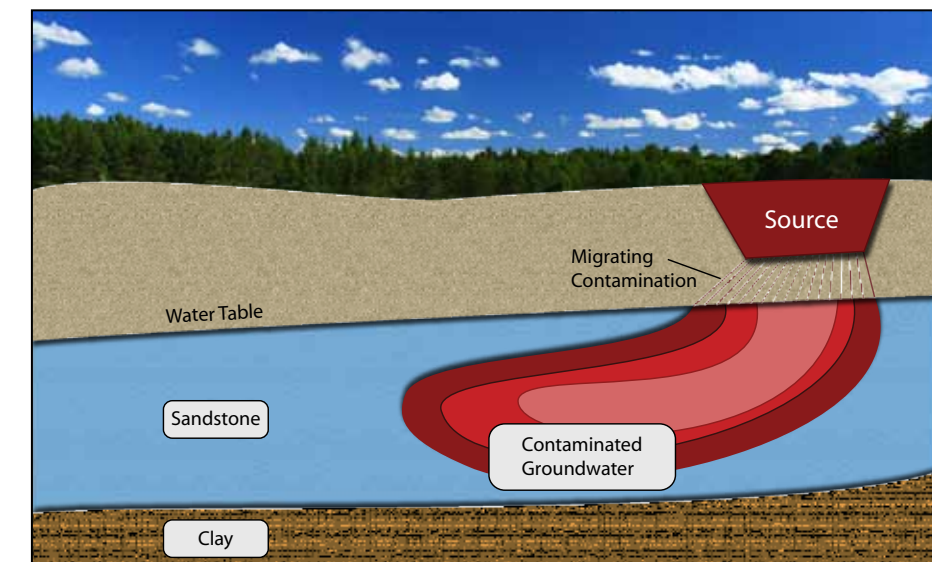 Source
Migrating
Contamination
Water Table
Sandstone
Contaminated
Groundwater
Clay